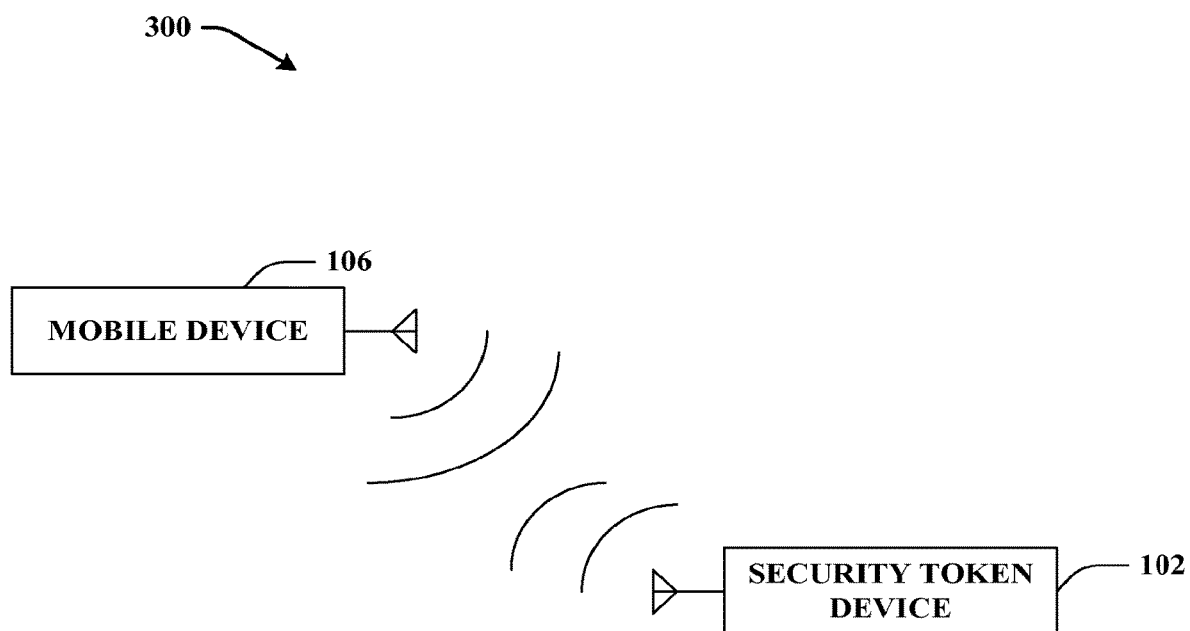 300
106
MOBILE DEVICE
102
SECURITY TOKEN
DEVICE